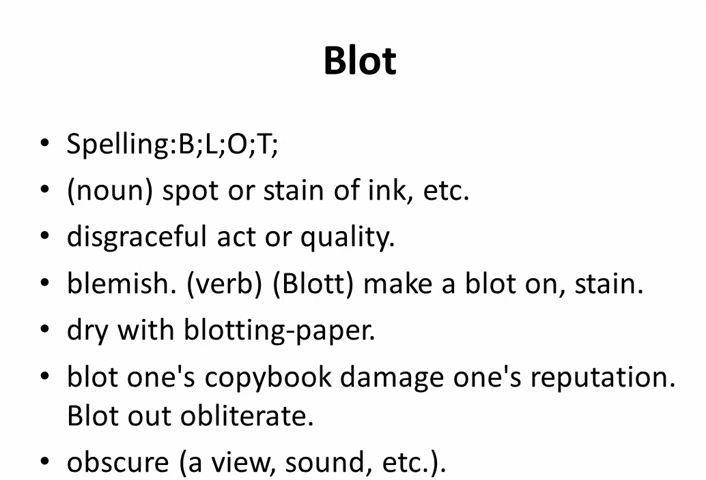 Blot
• Spelling:B;L;O;T;
• (noun) spot or stain of ink, etc.
• disgraceful act or quality.
• blemish. (verb) (Blott) make a blot on, stain.
• dry with blotting-paper.
• blot one's copybook damage one's reputation.
Blot out obliterate.
• obscure (a view, sound, etc.).